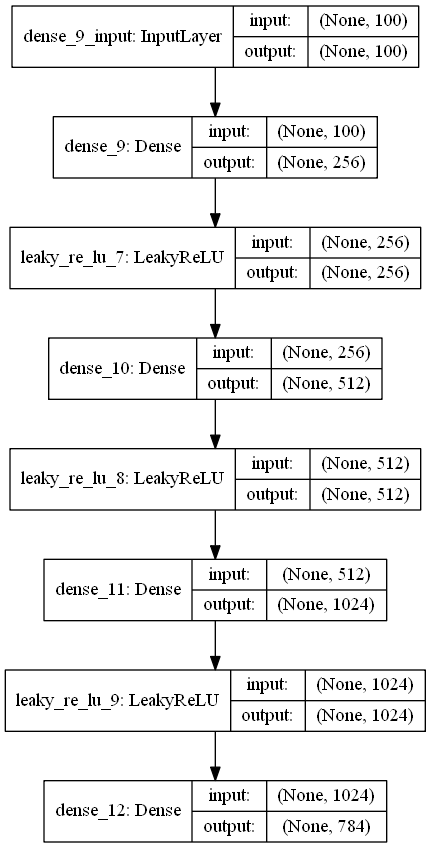 dense_9_input: InputLayer
input: (None, 100)
output: (None, 100)
dense_9: Dense
input: (None, 100)
output: (None, 256)
leaky_re_lu_7: LeakyReLU
input: (None, 256)
output: (None, 256)
dense_10: Dense
input: (None, 256)
output: (None, 512)
leaky_re_lu_8: LeakyReLU
input: (None, 512)
output: (None, 512)
dense_11: Dense
input: (None, 512)
output: (None, 1024)
leaky_re_lu_9: LeakyReLU
input: (None, 1024)
output: (None, 1024)
dense_12: Dense
input: (None, 1024)
output: (None, 784)